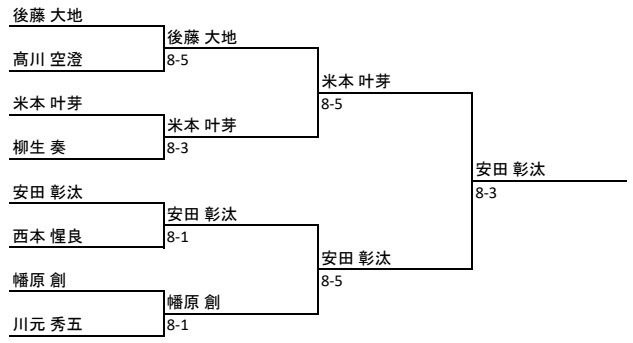 後藤 大地
後藤 大地
髙川 空澄
8-5
米本 叶芽
米本 叶芽
8-5
米本 叶芽
柳生 奏
8-3
安田 彰汰
8-3
安田 彰汰
安田 彰汰
西本 惺良
8-1
安田 彰汰
8-5
幡原 創
幡原 創
川元 秀五
8-1